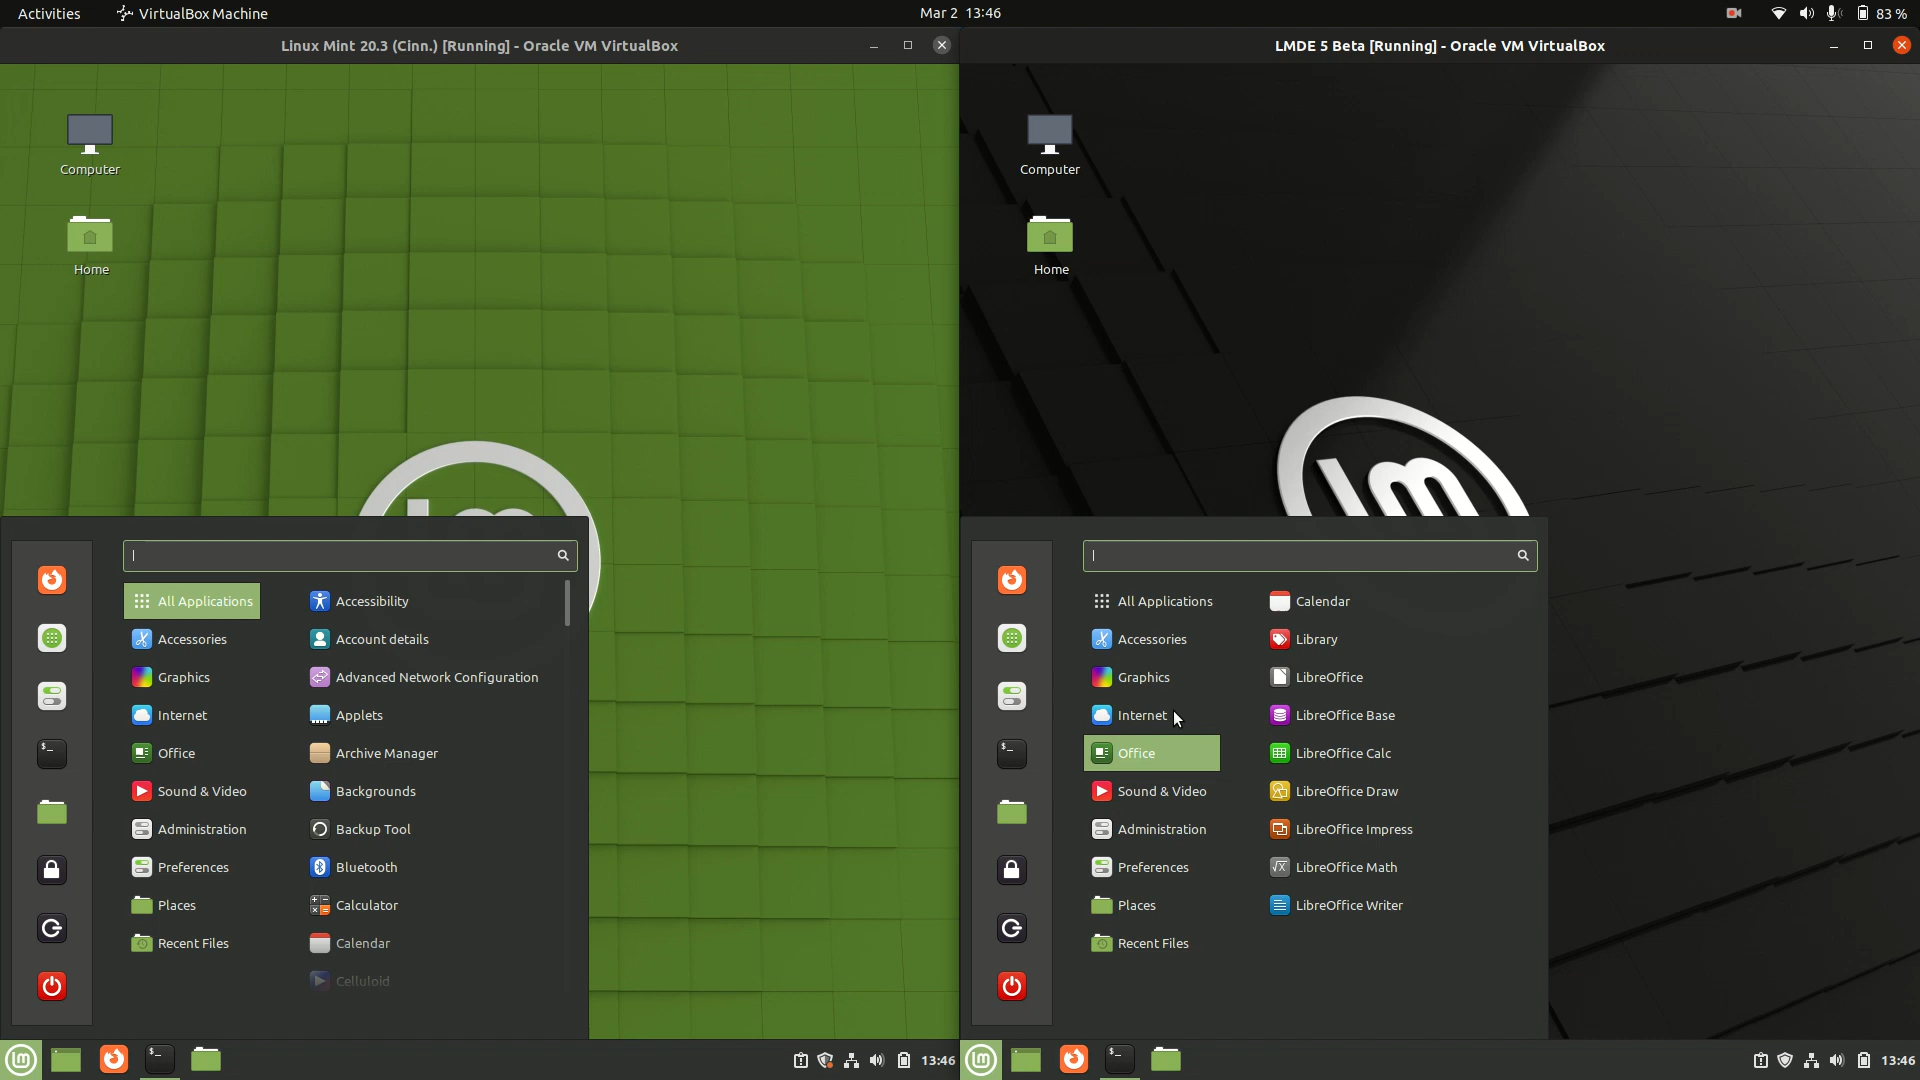 Activities
VirtualBox Machine
Mar 2 13:46
83 %
Linux Mint 20.3 (Cinn.) [Running] - Oracle VM VirtualBox
Computer
Home
All Applications
Accessories
Graphics
Internet
Office
Sound & Video
Administration
Preferences
Places
Recent Files
Accessibility
Account details
Advanced Network Configuration
Applets
Archive Manager
Backgrounds
Backup Tool
Bluetooth
Calculator
Calendar
Celluloid
13:46
LMDE 5 Beta [Running] - Oracle VM VirtualBox
Computer
Home
All Applications
Accessories
Graphics
Internet
Office
Sound & Video
Administration
Preferences
Places
Recent Files
Calendar
Library
LibreOffice
LibreOffice Base
LibreOffice Calc
LibreOffice Draw
LibreOffice Impress
LibreOffice Math
LibreOffice Writer
13:46